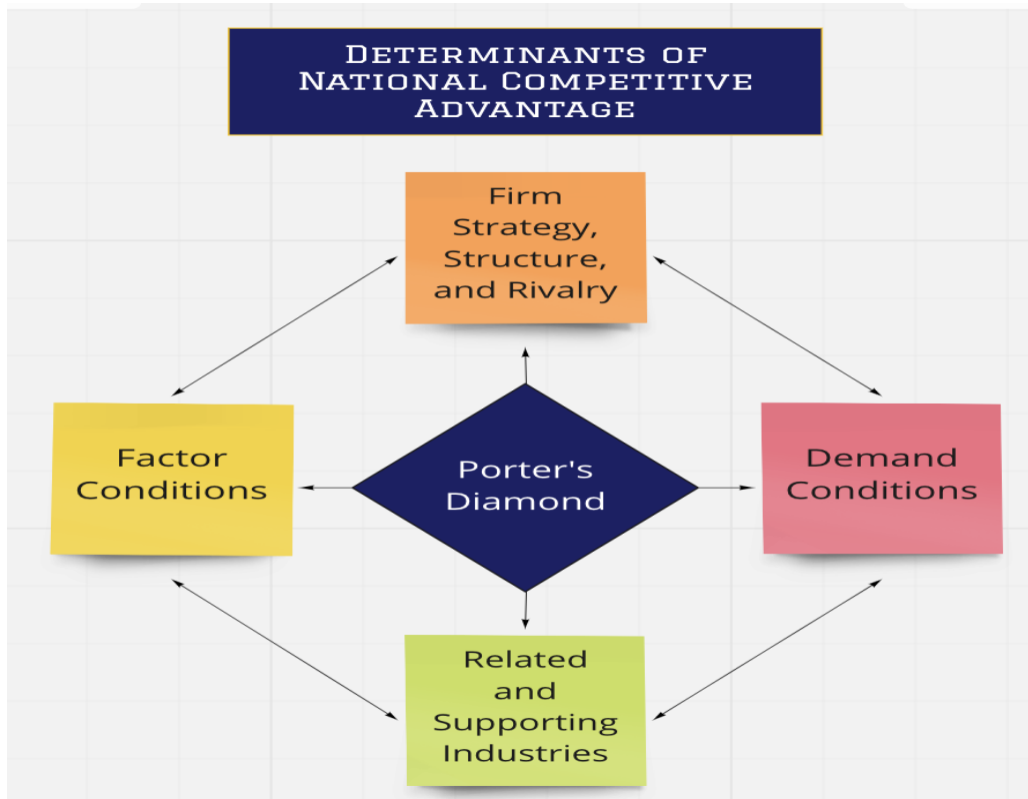 Determinants of
National Competitive
Advantage
Firm
Strategy,
Structure,
and Rivalry
Factor
Conditions
Porter's
Diamond
Demand
Conditions
Related
and
Supporting
Industries